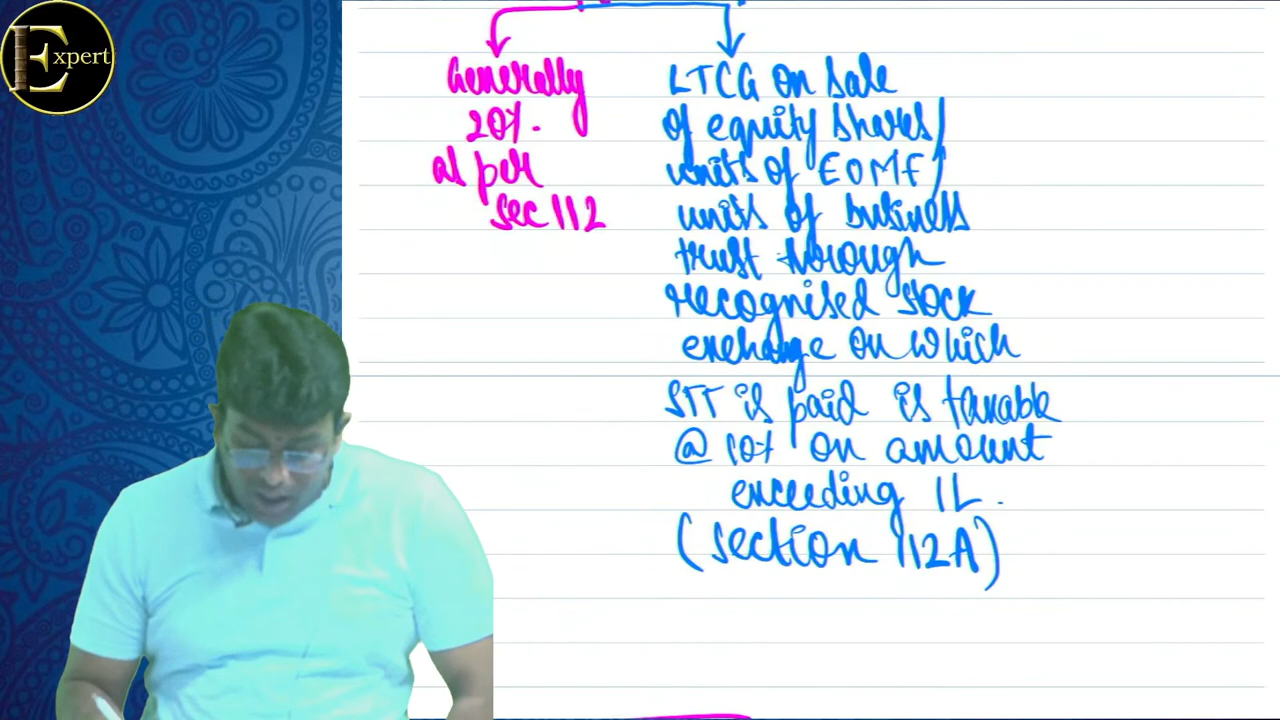 Expert
Generally
20%.
as per
sec 112
LTCG on sale
of equity shares/
units of EOMF/
units of business
trust through
recognised stock
exchange on which
STT is paid is taxable
@ 10% on amount
exceeding 1L.
(section 112A)